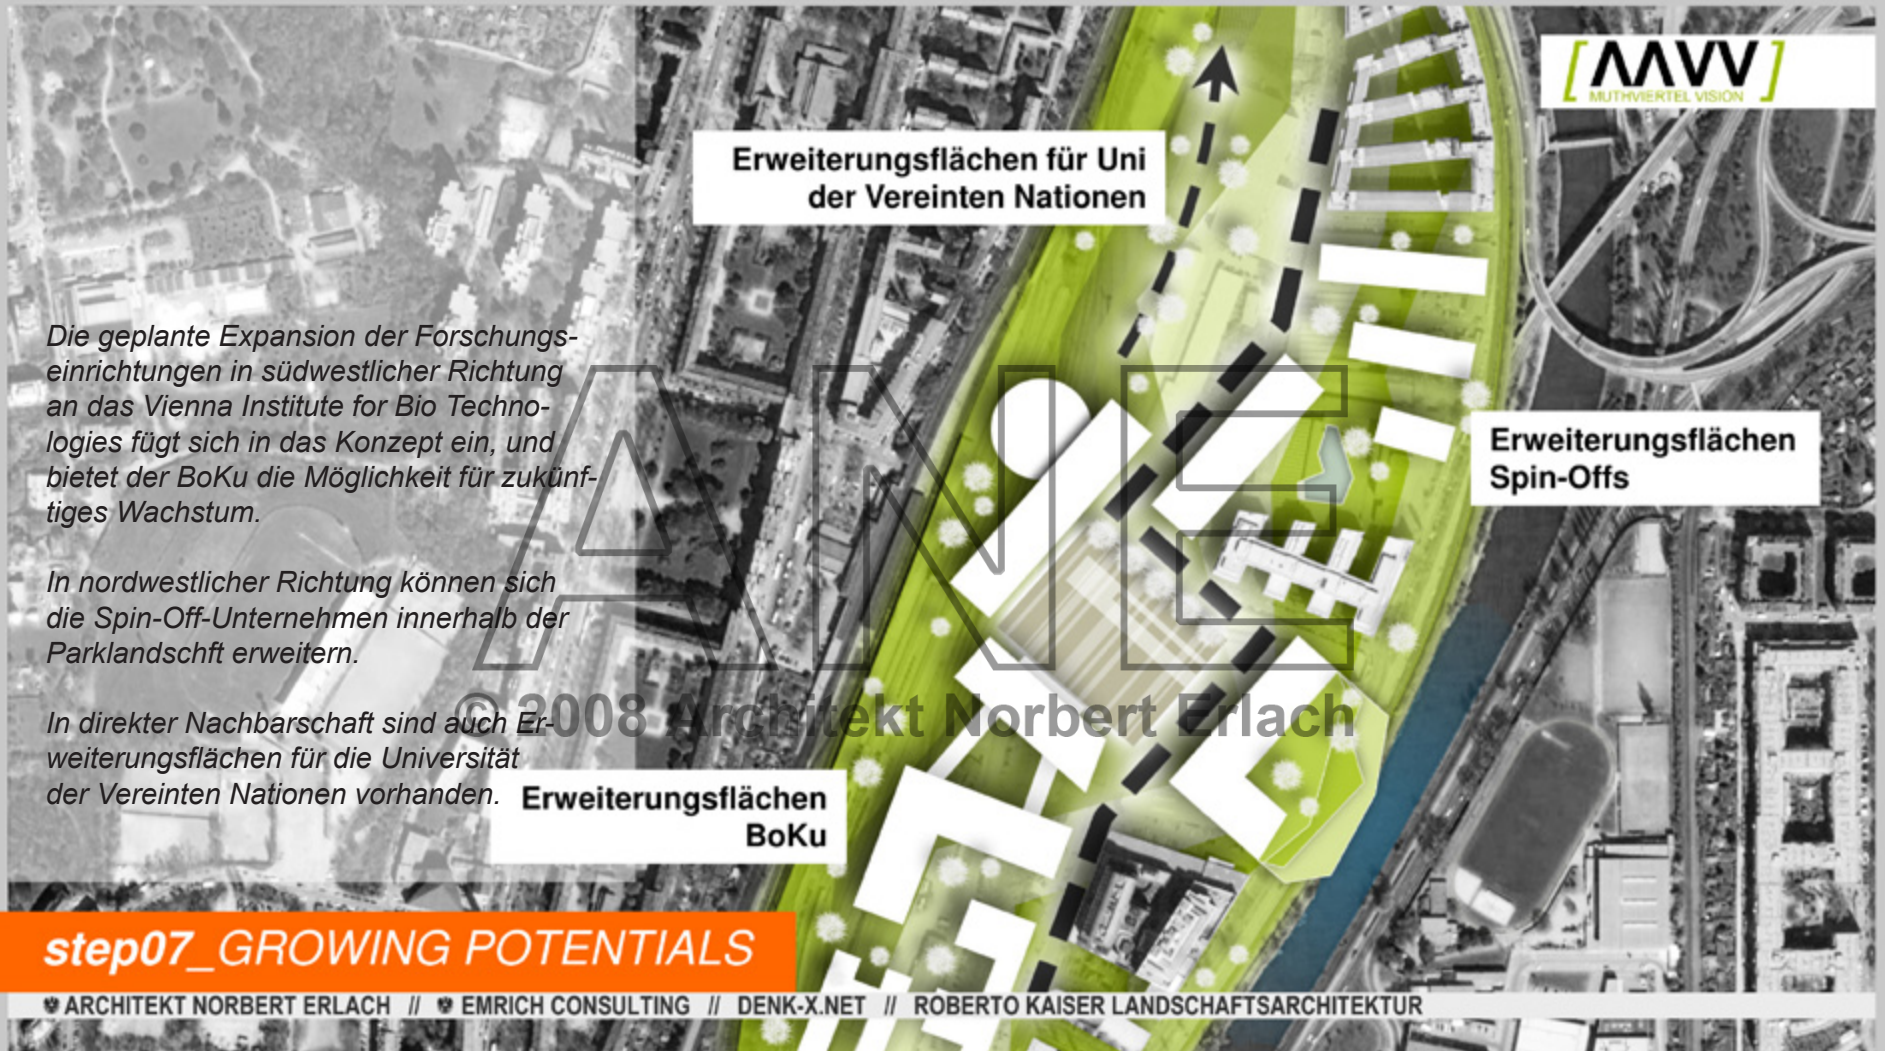 [ΛΛVV]
MUTHVIERTEL VISION
Erweiterungsflächen für Uni
der Vereinten Nationen
Die geplante Expansion der Forschungs-
einrichtungen in südwestlicher Richtung
an das Vienna Institute for Bio Techno-
logies fügt sich in das Konzept ein, und
bietet der BoKu die Möglichkeit für zukünf-
tiges Wachstum.
In nordwestlicher Richtung können sich
die Spin-Off-Unternehmen innerhalb der
Parklandschft erweitern.
In direkter Nachbarschaft sind auch Er-
weiterungsflächen für die Universität
der Vereinten Nationen vorhanden.
Erweiterungsflächen
Spin-Offs
ANE
© 2008 Architekt Norbert Erlach
Erweiterungsflächen
BoKu
step07_GROWING POTENTIALS
ARCHITEKT NORBERT ERLACH // EMRICH CONSULTING // DENK-X.NET // ROBERTO KAISER LANDSCHAFTSARCHITEKTUR